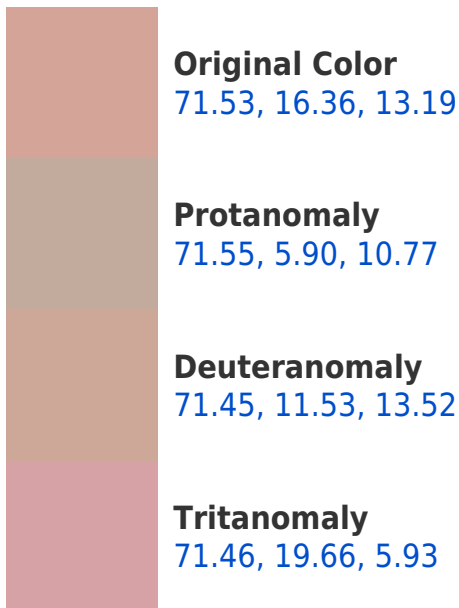 Original Color
71.53, 16.36, 13.19
Protanomaly
71.55, 5.90, 10.77
Deuteranomaly
71.45, 11.53, 13.52
Tritanomaly
71.46, 19.66, 5.93